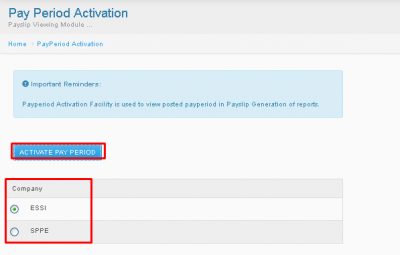 Pay Period Activation
Payslip Viewing Module ...
Home > PayPeriod Activation
Important Reminders:
Payperiod Activation Facility is used to view posted payperiod in Payslip Generation of reports.
ACTIVATE PAY PERIOD
Company
ESSI
SPPE